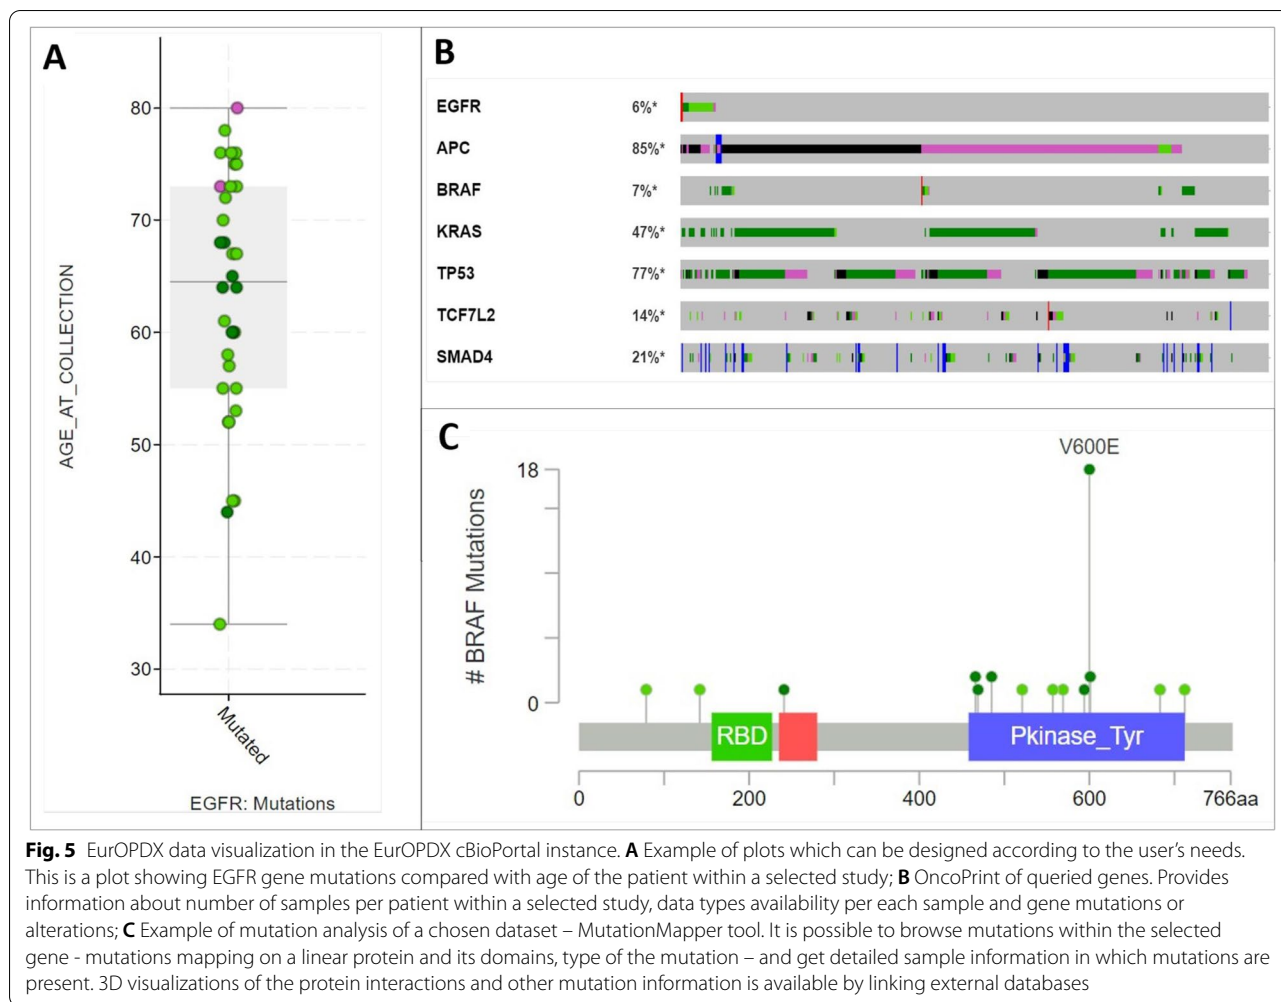 A
AGE_AT_COLLECTION
80
70
60
50
40
30
Mutated
EGFR: Mutations
B
EGFR 6%*
APC 85%*
BRAF 7%*
KRAS 47%*
TP53 77%*
TCF7L2 14%*
SMAD4 21%*
C
# BRAF Mutations
18
0
V600E
RBD
Pkinase_Tyr
0 200 400 600 766aa
Fig. 5 EurOPDX data visualization in the EurOPDX cBioPortal instance. A Example of plots which can be designed according to the user's needs.
This is a plot showing EGFR gene mutations compared with age of the patient within a selected study; B OncoPrint of queried genes. Provides
information about number of samples per patient within a selected study, data types availability per each sample and gene mutations or
alterations; C Example of mutation analysis of a chosen dataset – MutationMapper tool. It is possible to browse mutations within the selected
gene - mutations mapping on a linear protein and its domains, type of the mutation – and get detailed sample information in which mutations are
present. 3D visualizations of the protein interactions and other mutation information is available by linking external databases